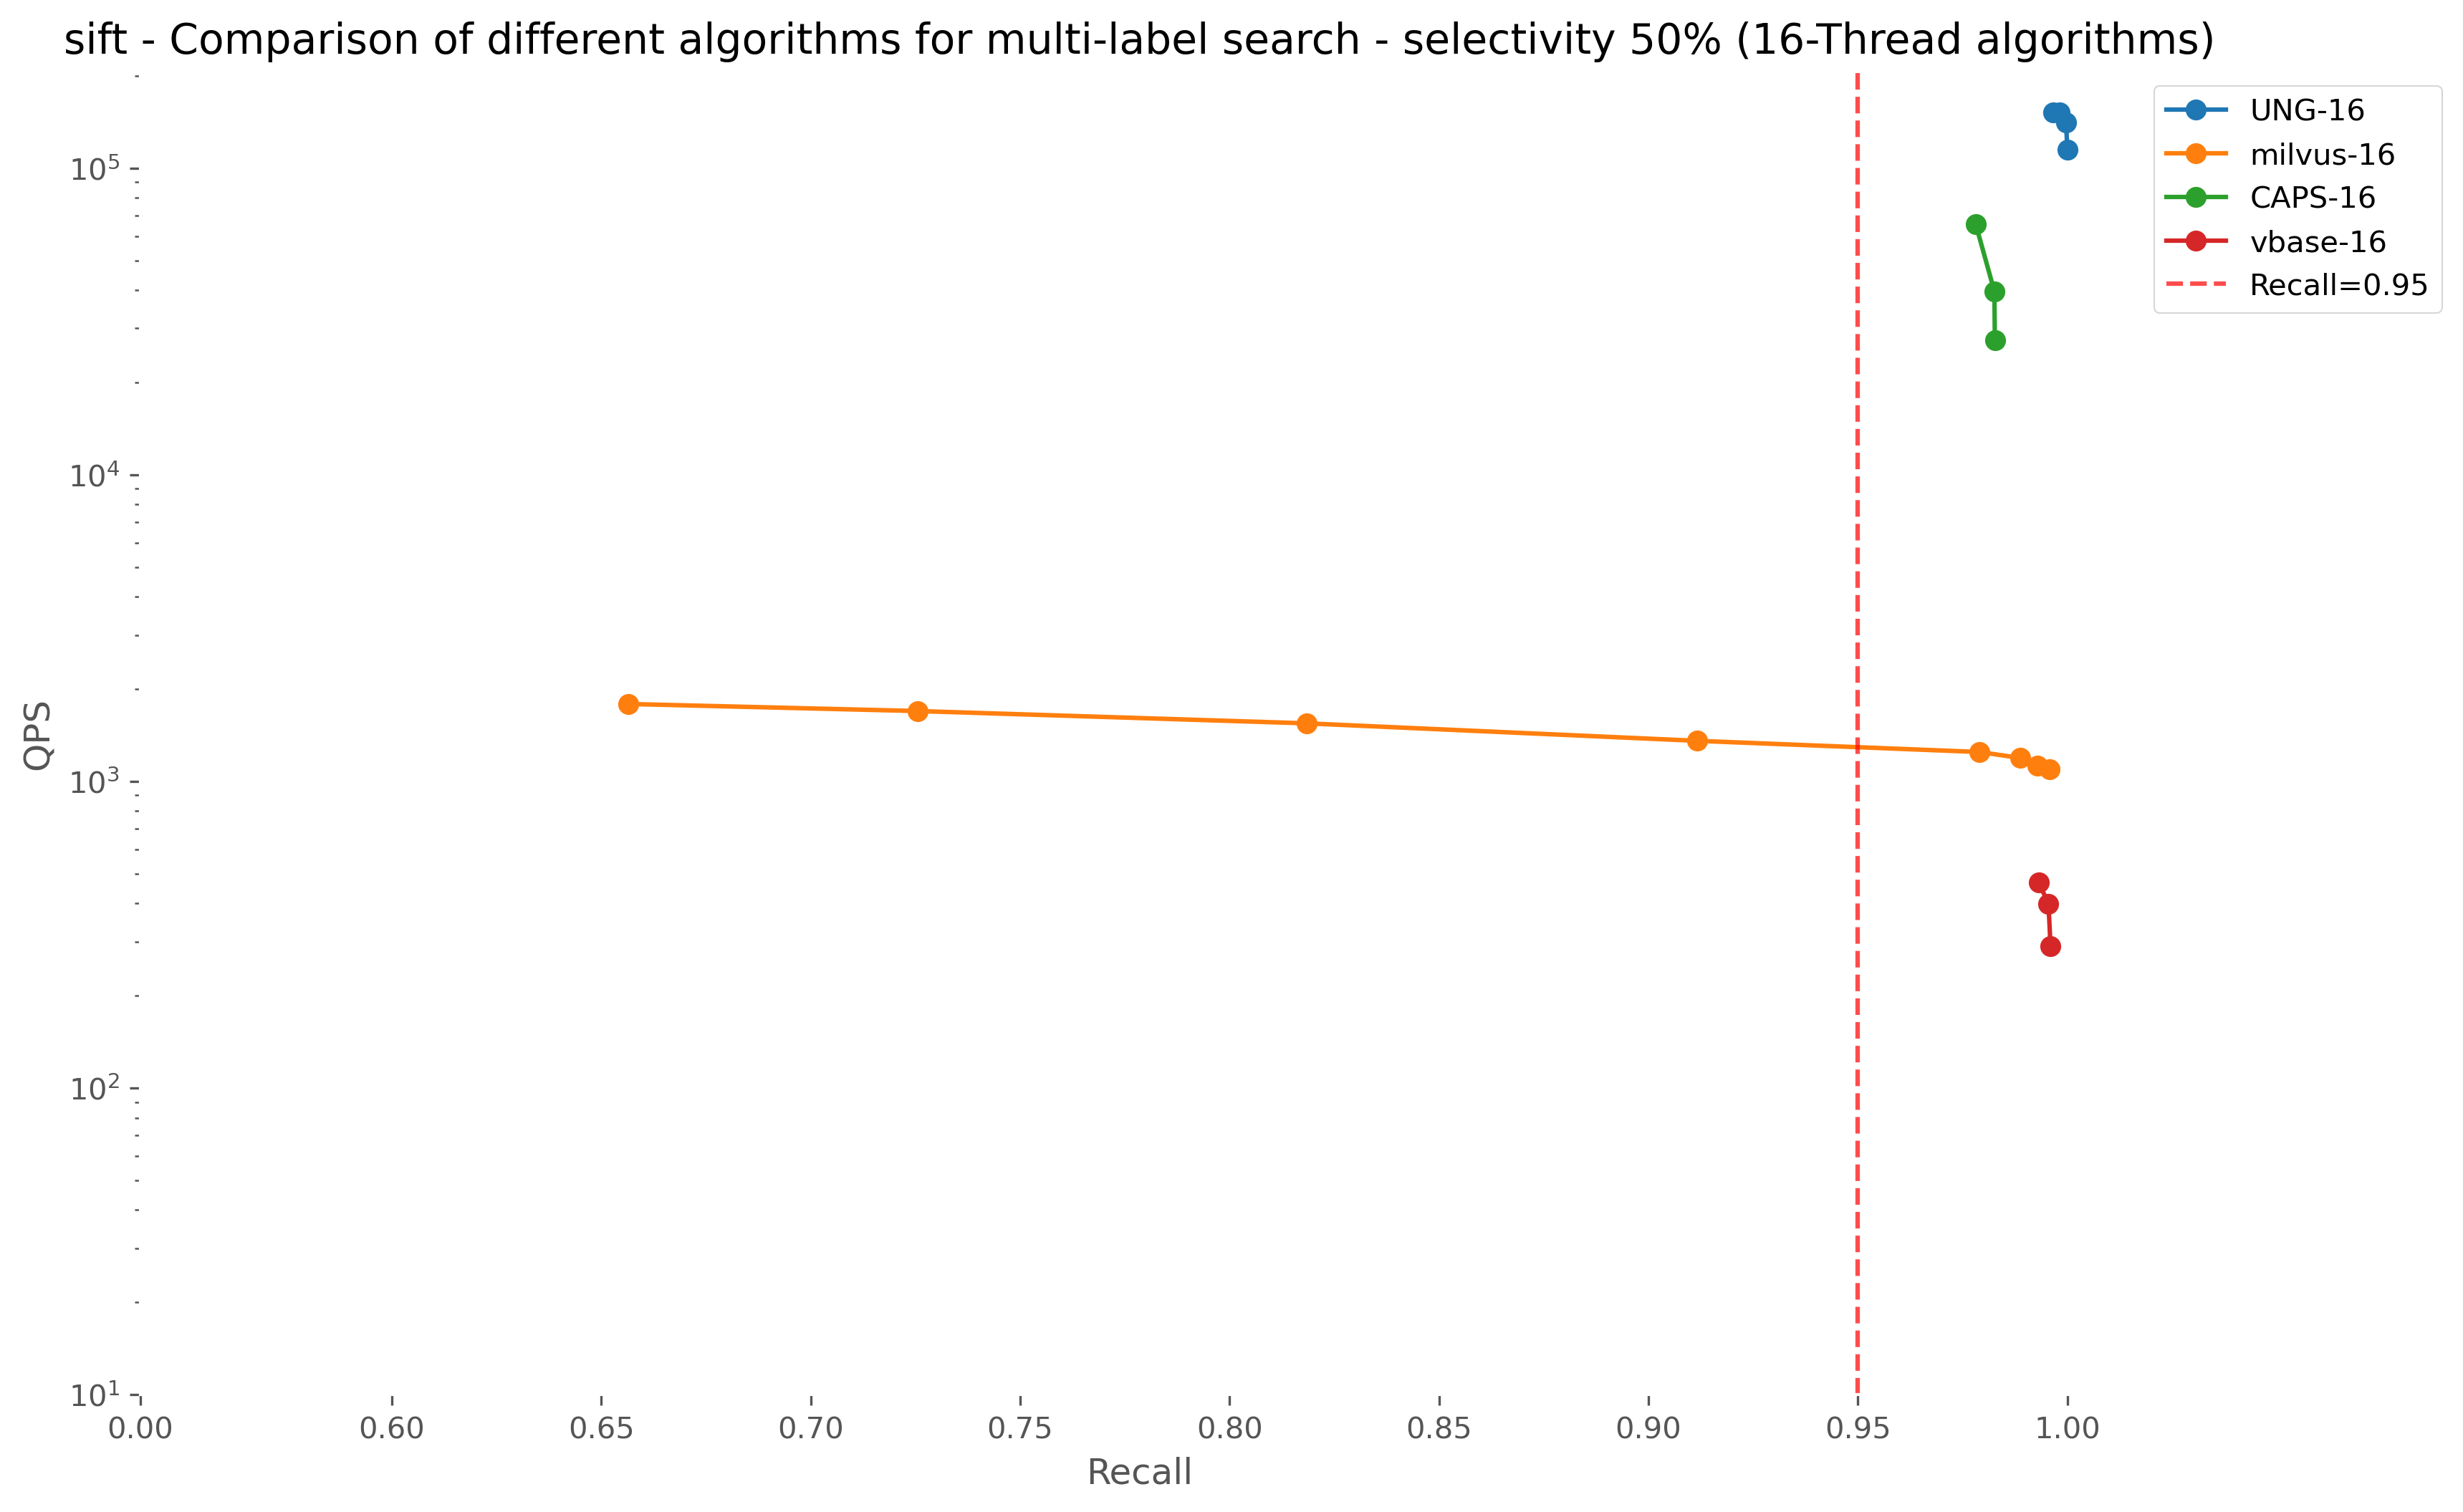 sift - Comparison of different algorithms for multi-label search - selectivity 50% (16-Thread algorithms)
UNG-16
milvus-16
CAPS-16
vbase-16
Recall=0.95
QPS
10⁵
10⁴
10³
10²
10¹
0.00 0.60 0.65 0.70 0.75 0.80 0.85 0.90 0.95 1.00
Recall